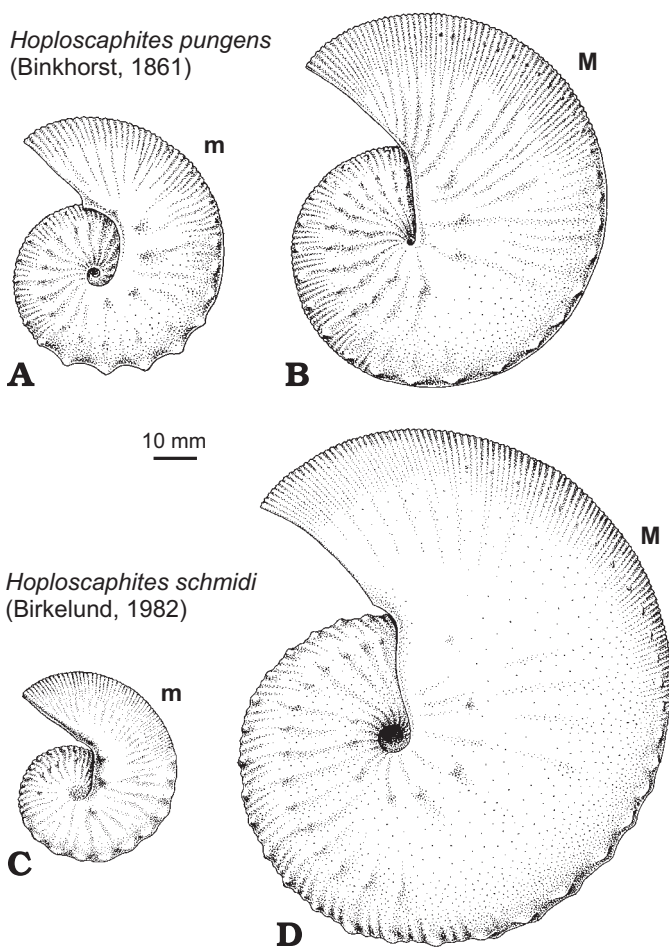 Hoploscaphites pungens
(Binkhorst, 1861)
M
m
A
B
10 mm
M
Hoploscaphites schmidi
(Birkelund, 1982)
m
C
D